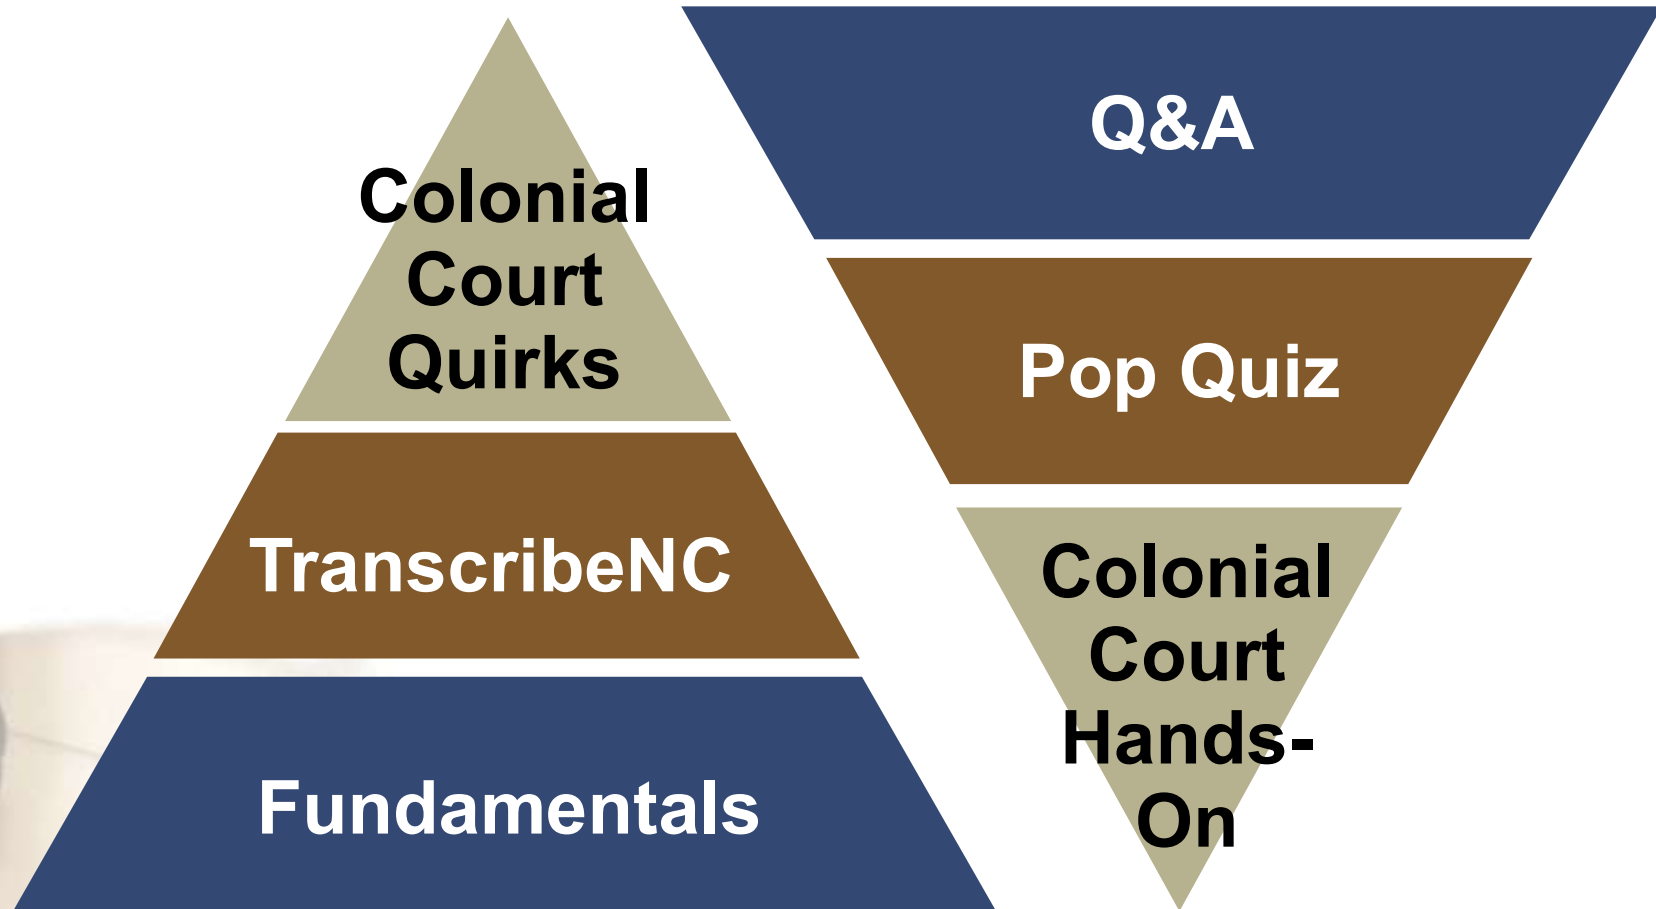 Colonial
Court
Quirks
TranscribeNC
Fundamentals
Q&A
Pop Quiz
Colonial
Court
Hands-
On